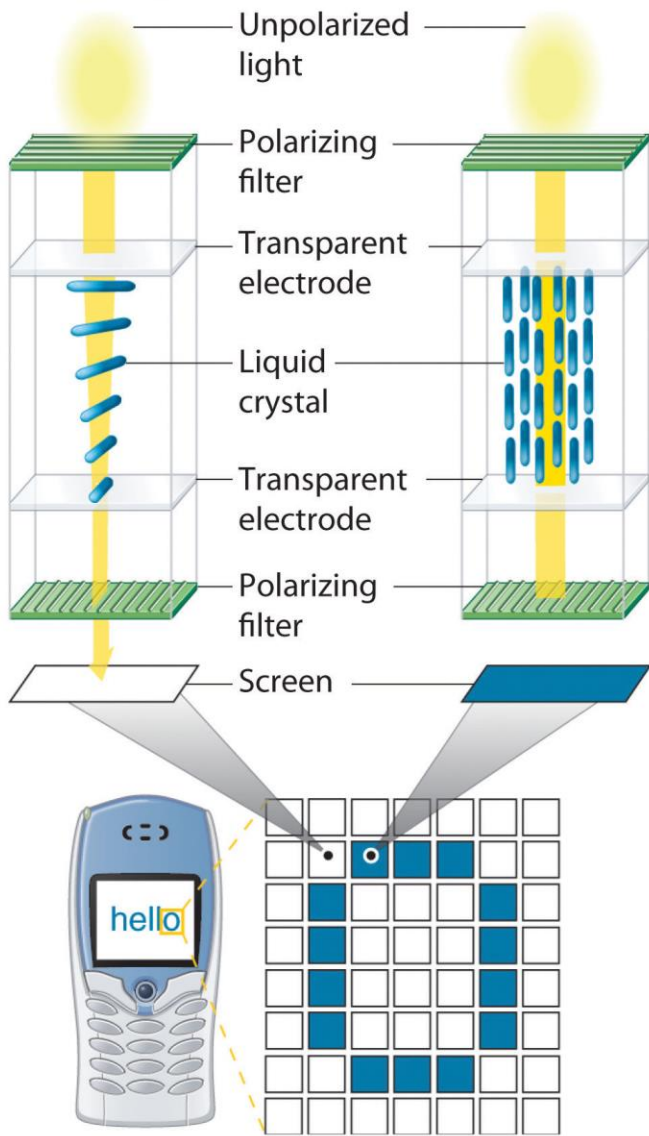 Unpolarized
light
Polarizing
filter
Transparent
electrode
Liquid
crystal
Transparent
electrode
Polarizing
filter
Screen
hello